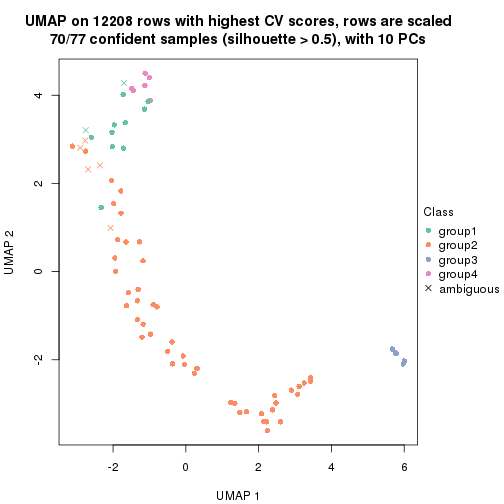 UMAP on 12208 rows with highest CV scores, rows are scaled
70/77 confident samples (silhouette > 0.5), with 10 PCs
UMAP 2
4
2
0
-2
-2
0
2
4
6
UMAP 1
Class
group1
group2
group3
group4
ambiguous